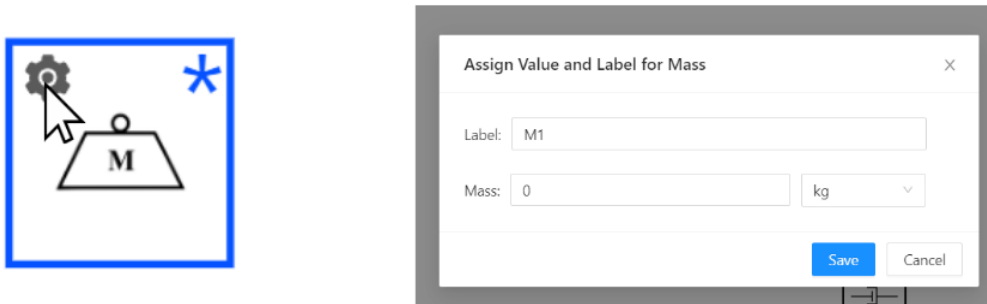 *
M
Assign Value and Label for Mass
Label: M1
Mass: 0 kg
Save Cancel